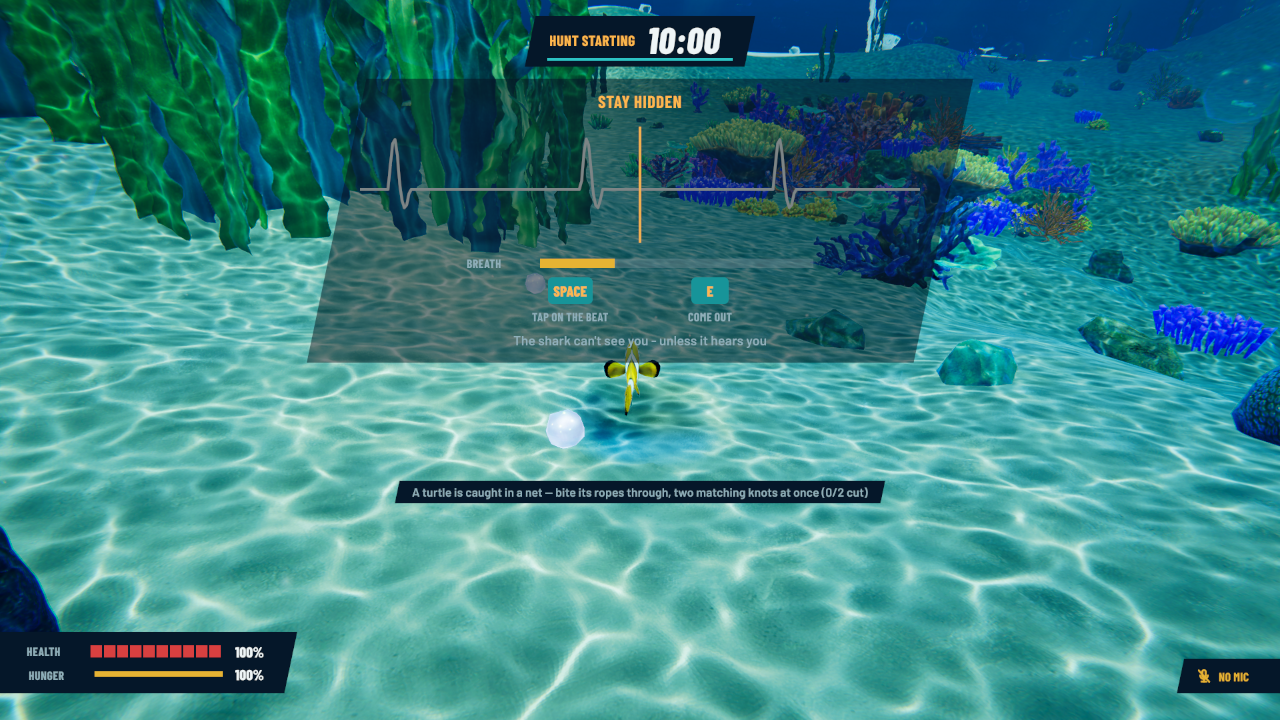 HUNT STARTING 10:00
STAY HIDDEN
BREATH
SPACE E
TAP ON THE BEAT COME OUT
The shark can't see you - unless it hears you
A turtle is caught in a net — bite its ropes through, two matching knots at once (0/2 cut)
HEALTH 100%
HUNGER 100%
NO MIC